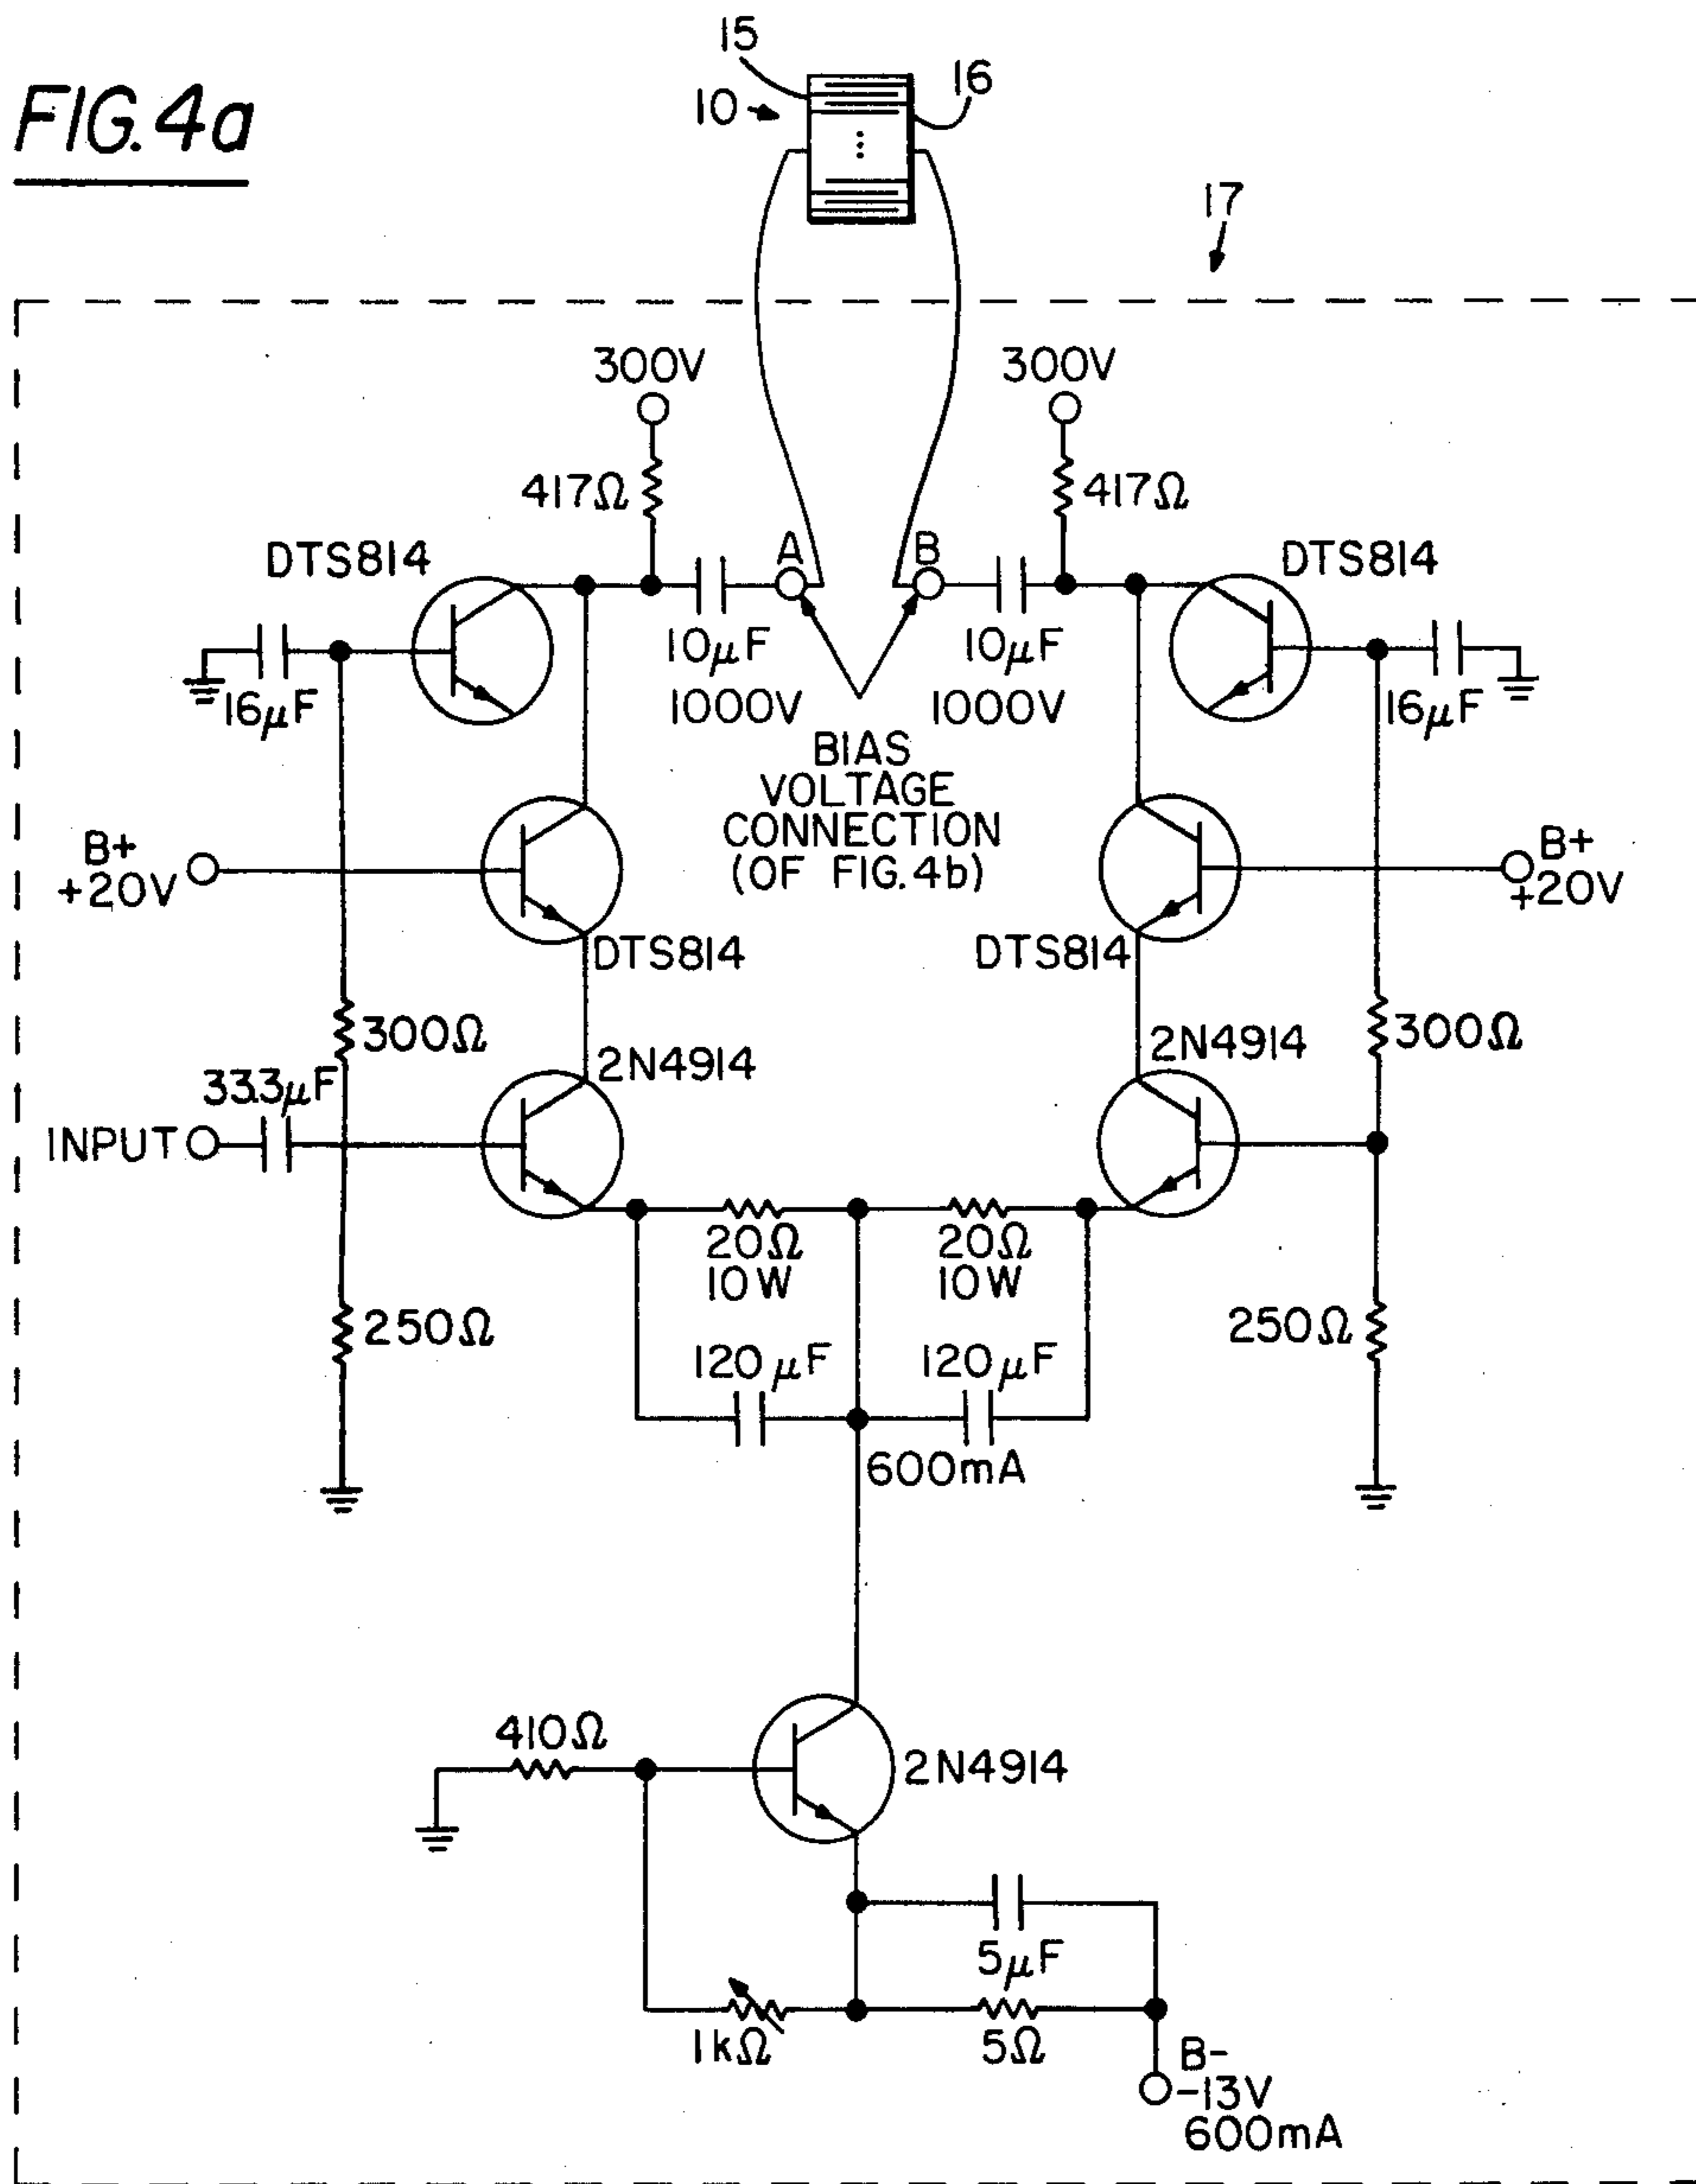 FIG.4a
15
16
10
17
300V
300V
417Ω
417Ω
A
B
DTS814
DTS814
10μF
1000V
10μF
1000V
16μF
16μF
BIAS
VOLTAGE
CONNECTION
(OF FIG.4b)
B+
+20V
B+
+20V
DTS814
DTS814
300Ω
300Ω
2N4914
2N4914
333μF
INPUT
20Ω
10W
20Ω
10W
250Ω
250Ω
120μF
120μF
600mA
410Ω
2N4914
5μF
1kΩ
5Ω
B-
-13V
600mA